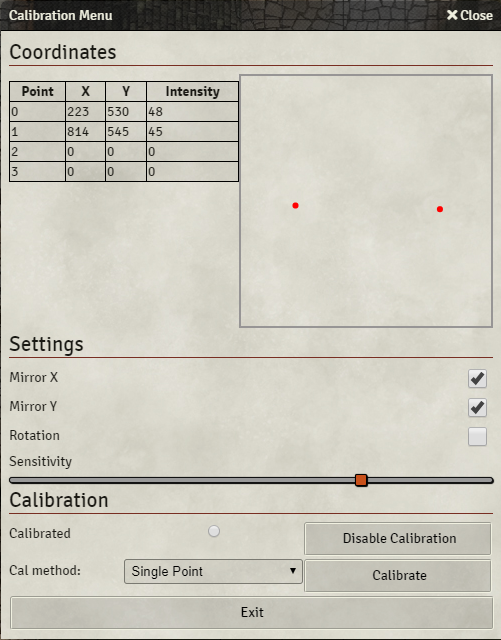 Calibration Menu
Close
Coordinates
Point X Y Intensity
0 223 530 48
1 814 545 45
2 0 0 0
3 0 0 0
Settings
Mirror X
Mirror Y
Rotation
Sensitivity
Calibration
Calibrated
Disable Calibration
Cal method: Single Point
Calibrate
Exit